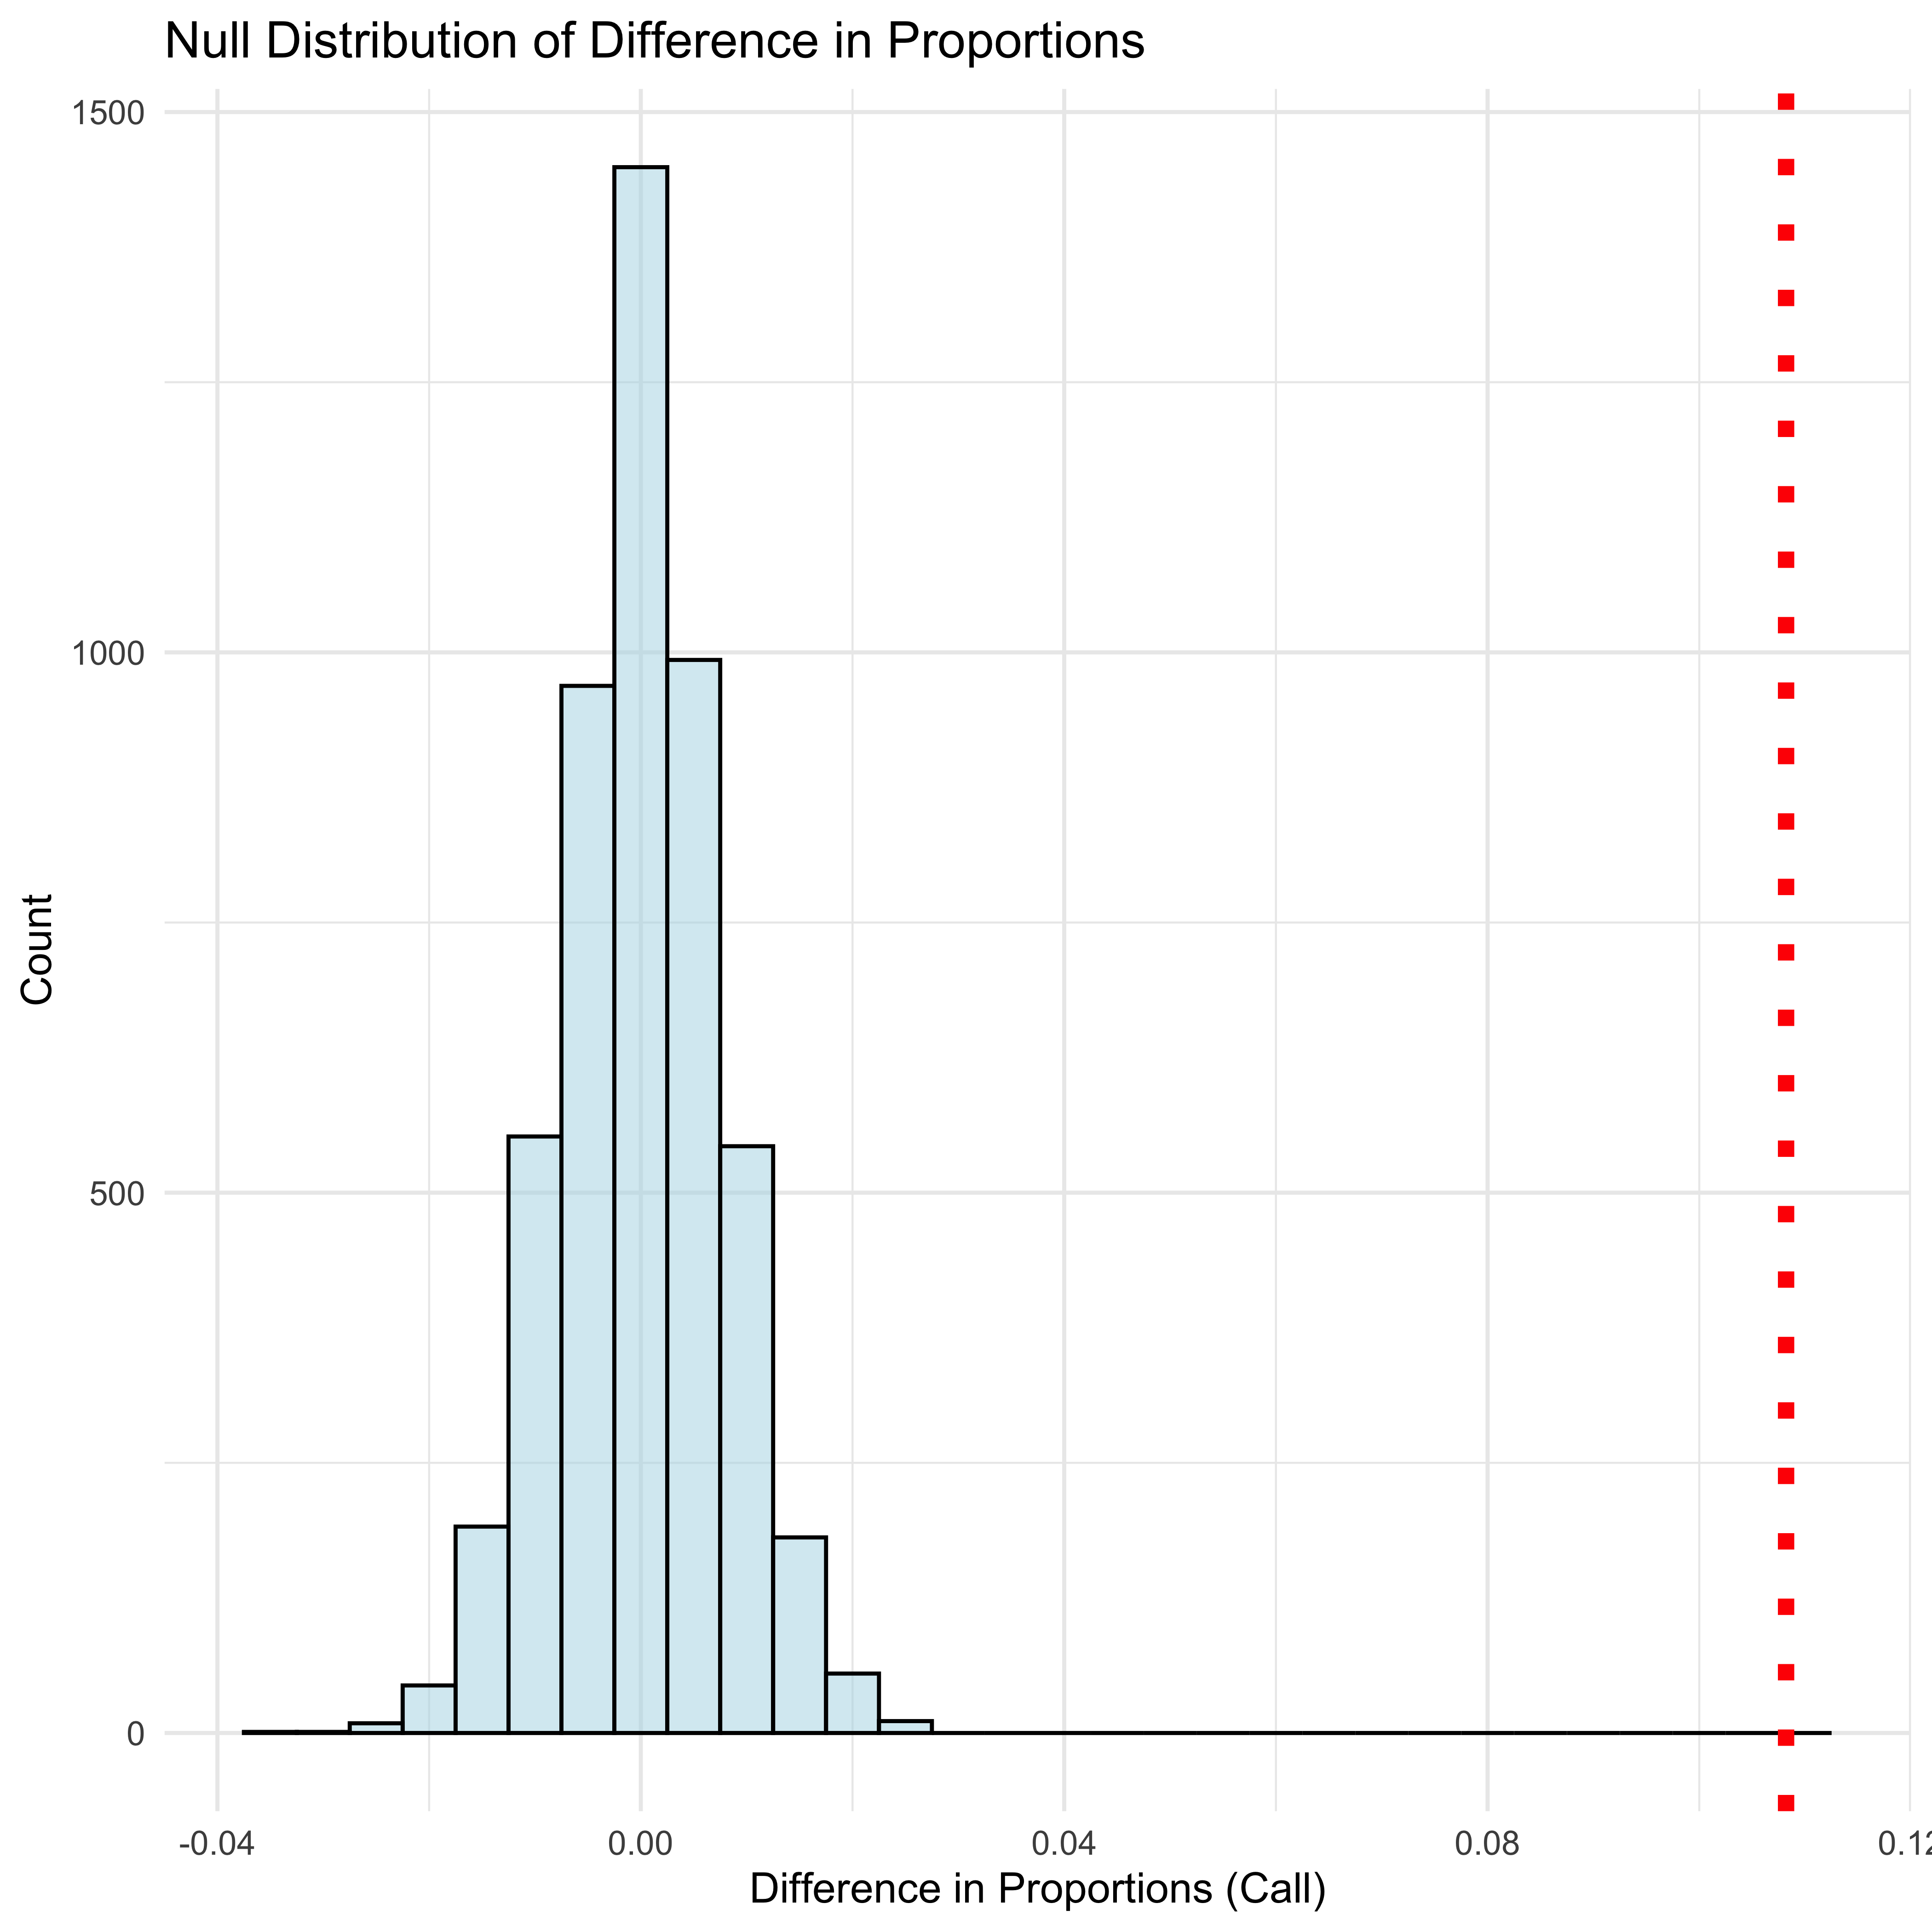 Null Distribution of Difference in Proportions
1500
1000
500
0
Count
-0.04 0.00 0.04 0.08 0.12
Difference in Proportions (Call)